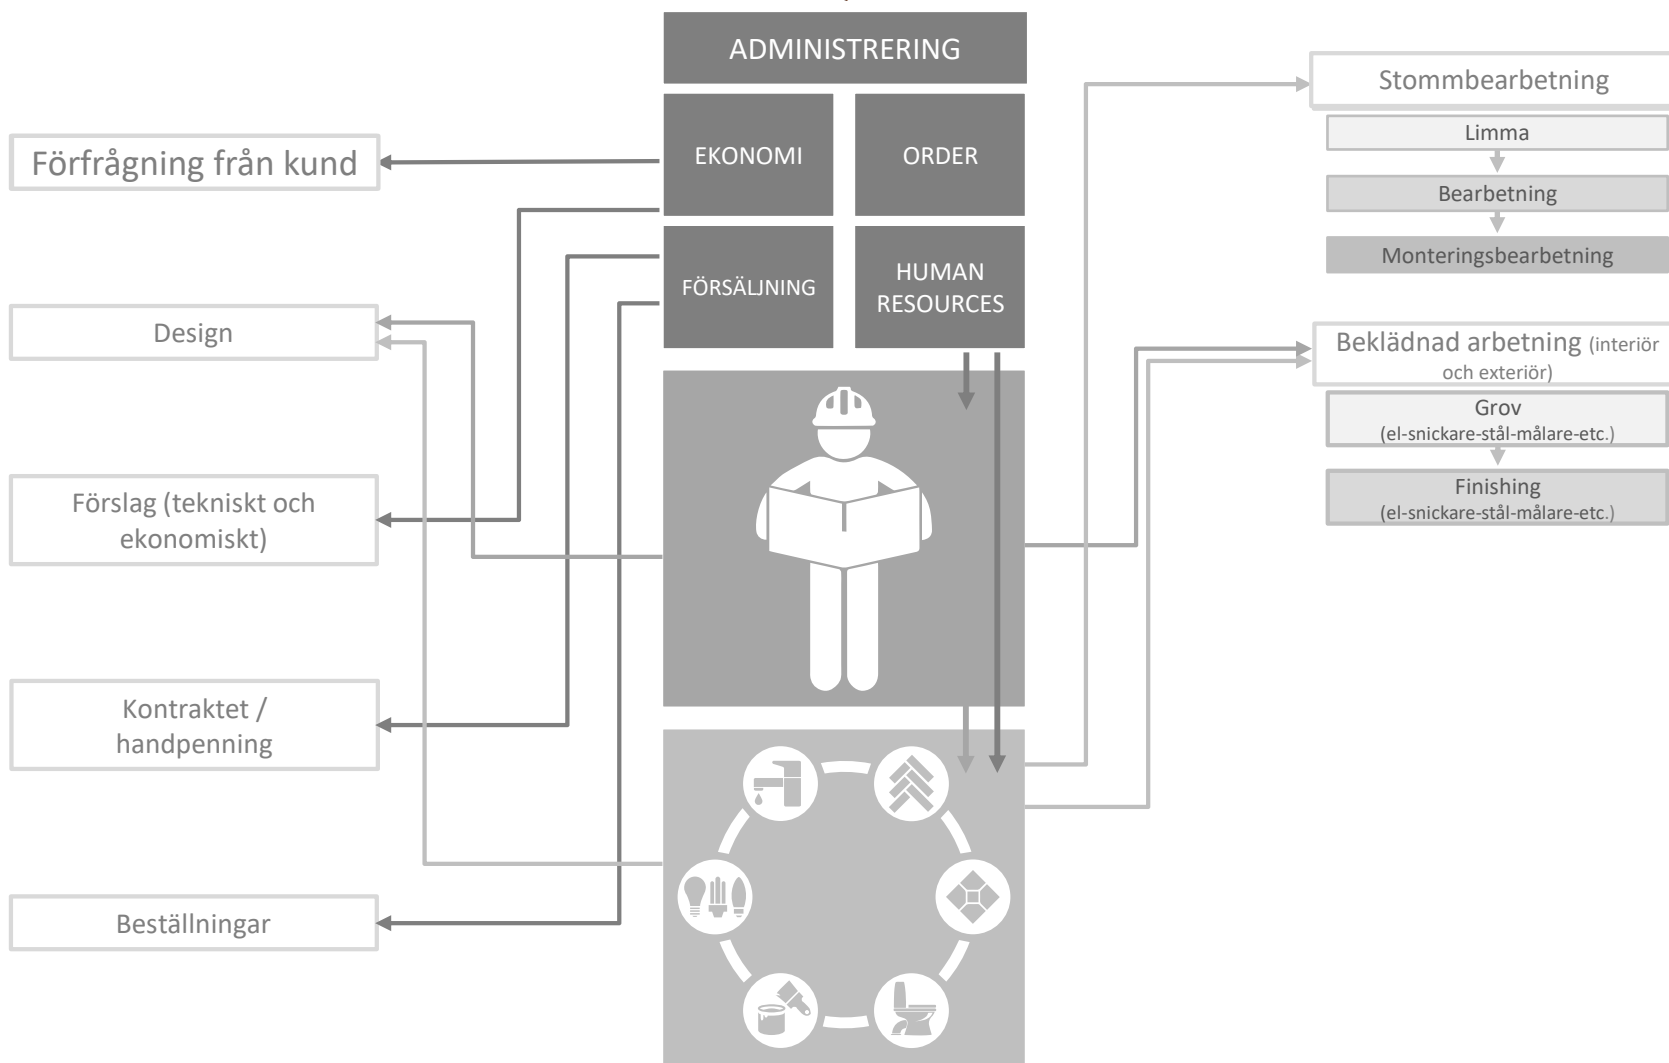 ADMINISTRERING
EKONOMI
ORDER
FÖRSÄLJNING
HUMAN
RESOURCES
Förfrågning från kund
Design
Förslag (tekniskt och
ekonomiskt)
Kontraktet /
handpenning
Beställningar
Stommbearbetning
Limma
Bearbetning
Monteringsbearbetning
Beklädnad arbetning (interiör
och exteriör)
Grov
(el-snickare-stål-målare-etc.)
Finishing
(el-snickare-stål-målare-etc.)